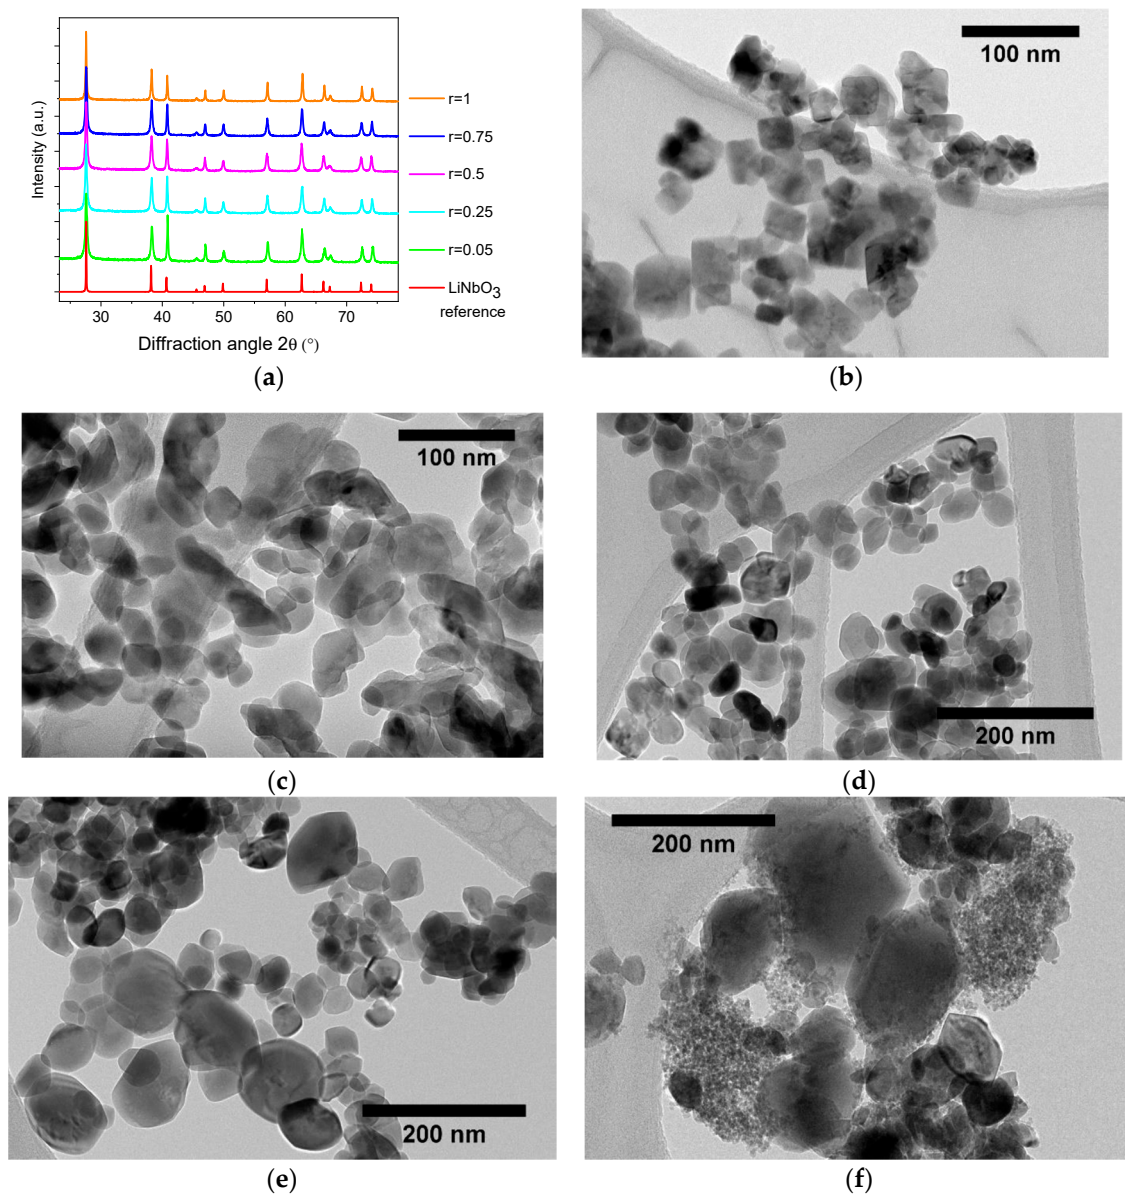 Intensity (a.u.)
r=1
r=0.75
r=0.5
r=0.25
r=0.05
LiNbO3
reference
30 40 50 60 70
Diffraction angle 2θ (°)
(a)
100 nm
(b)
100 nm
(c)
200 nm
(d)
200 nm
(e)
200 nm
(f)